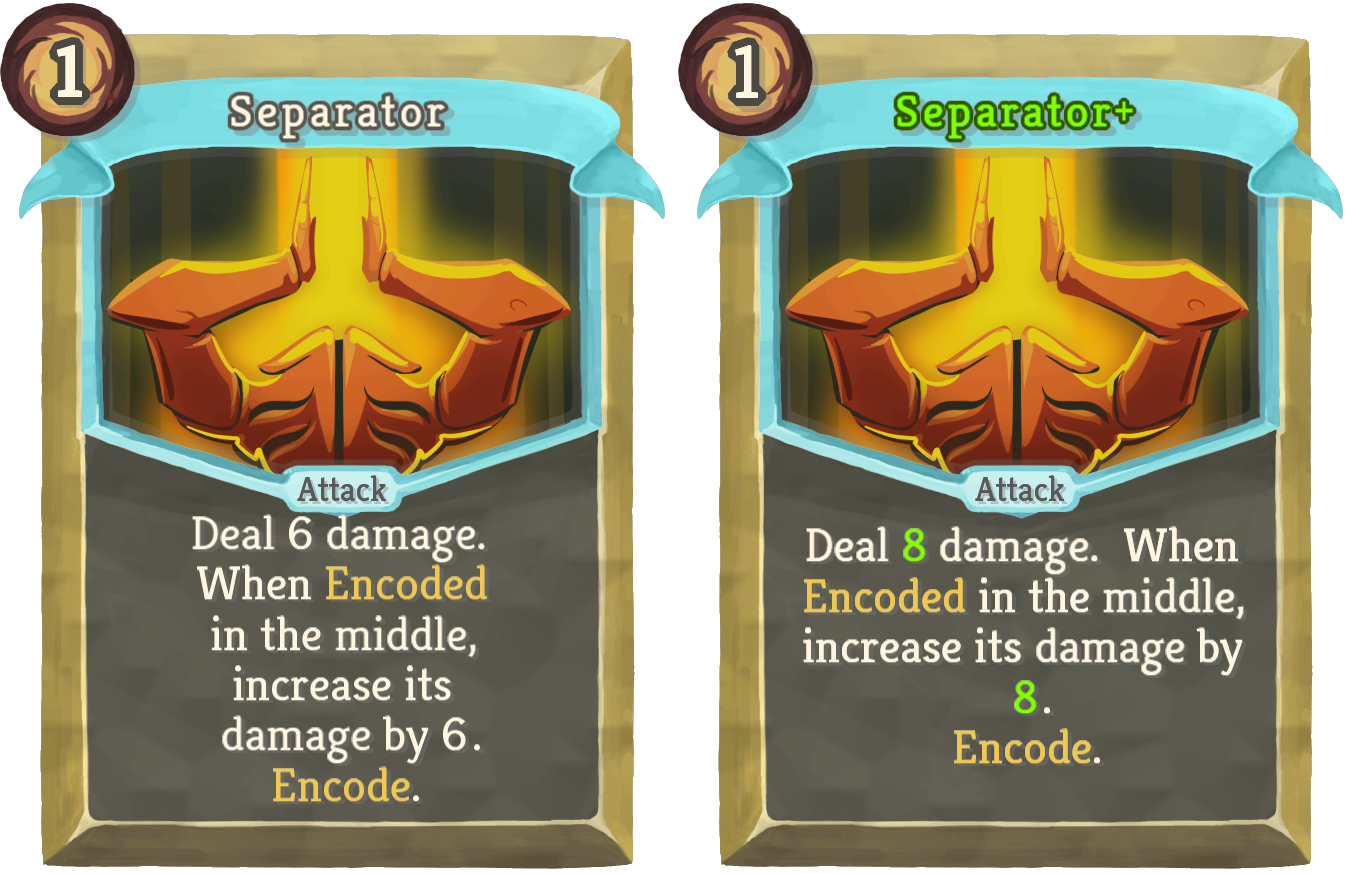 1
Separator
Attack
Deal 6 damage.
When Encoded
in the middle,
increase its
damage by 6.
Encode.
1
Separator+
Attack
Deal 8 damage.  When
Encoded in the middle,
increase its damage by
8.
Encode.